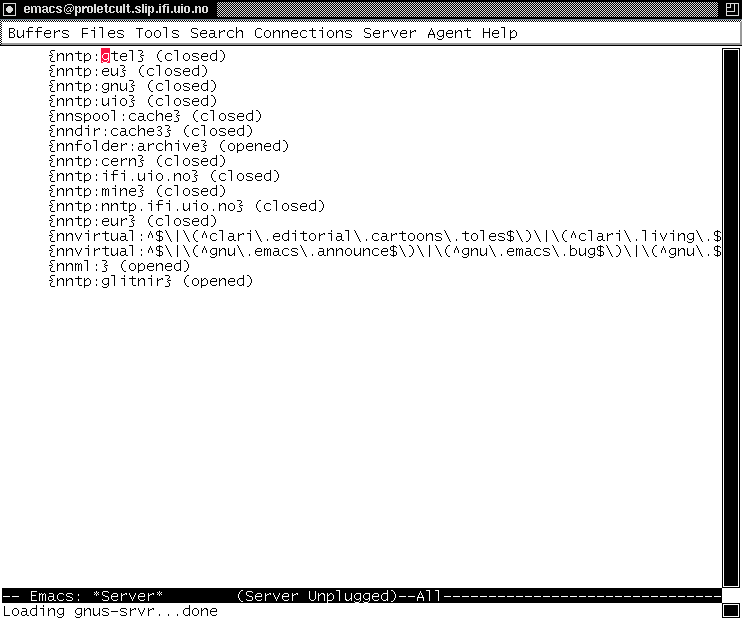 emacs@proletcult.slip.ifi.uio.no
Buffers Files Tools Search Connections Server Agent Help
{nntp:gtel} (closed)
{nntp:eu} (closed)
{nntp:gnu} (closed)
{nntp:uio} (closed)
{nnspool:cache} (closed)
{nndir:cache3} (closed)
{nnfolder:archive} (opened)
{nntp:cern} (closed)
{nntp:ifi.uio.no} (closed)
{nntp:mine} (closed)
{nntp:nntp.ifi.uio.no} (closed)
{nntp:eur} (closed)
{nnvirtual:^$\|\(^clari\.editorial\.cartoons\.toles$\)\|\(^clari\.living\.$
{nnvirtual:^$\|\(^gnu\.emacs\.announce$\)\|\(^gnu\.emacs\.bug$\)\|\(^gnu\.$
{nnml:} (opened)
{nntp:glitnir} (opened)
-- Emacs: *Server*        (Server Unplugged)--All-------------------------------
Loading gnus-srvr...done